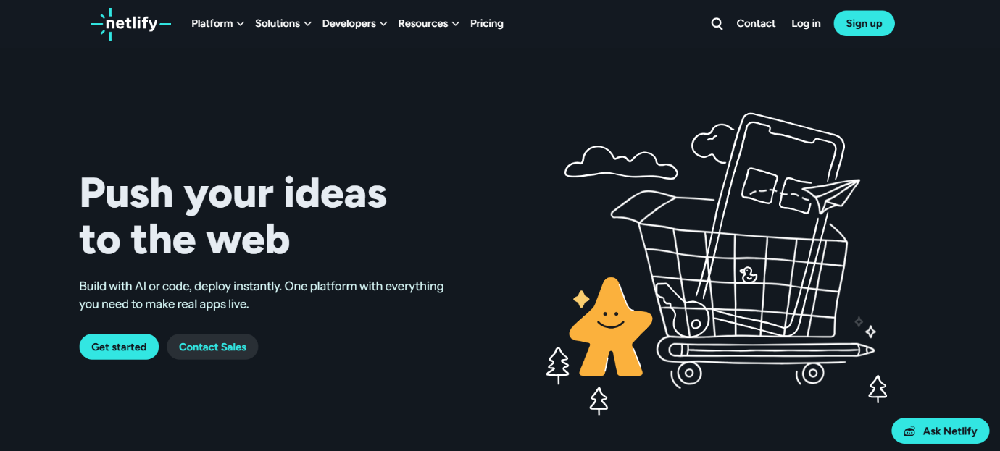 netlify
Platform
Solutions
Developers
Resources
Pricing
Contact
Log in
Sign up
Push your ideas
to the web
Build with AI or code, deploy instantly. One platform with everything
you need to make real apps live.
Get started
Contact Sales
Ask Netlify